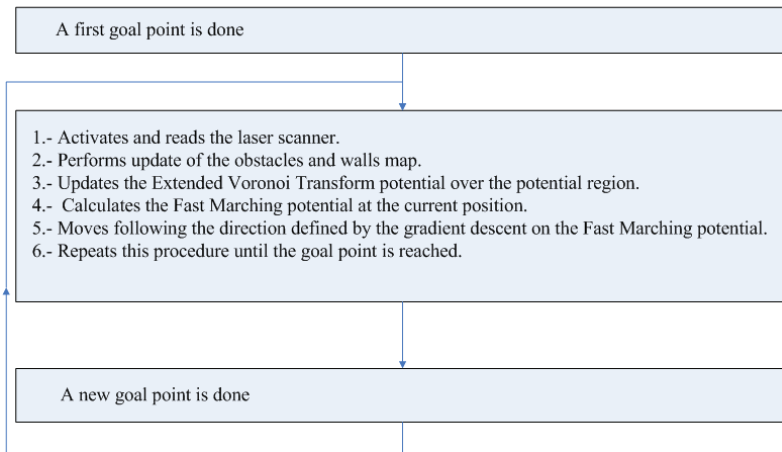 A first goal point is done
1.- Activates and reads the laser scanner.
2.- Performs update of the obstacles and walls map.
3.- Updates the Extended Voronoi Transform potential over the potential region.
4.-  Calculates the Fast Marching potential at the current position.
5.- Moves following the direction defined by the gradient descent on the Fast Marching potential.
6.- Repeats this procedure until the goal point is reached.
A new goal point is done